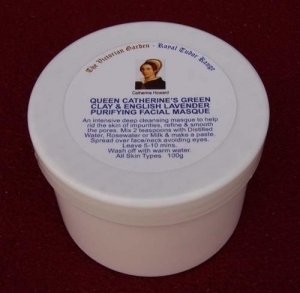 The Victorian Garden - Royal Tudor Range
Catherine Howard
QUEEN CATHERINE'S GREEN
CLAY & ENGLISH LAVENDER
PURIFYING FACIAL MASQUE
An intensive deep cleansing masque to help
rid the skin of impurities, refine & smooth
the pores. Mix 2 teaspoons with Distilled
Water, Rosewater or Milk & make a paste.
Spread over face/neck avoiding eyes.
Leave 5-10 mins.
Wash off with warm water.
All Skin Types 100g